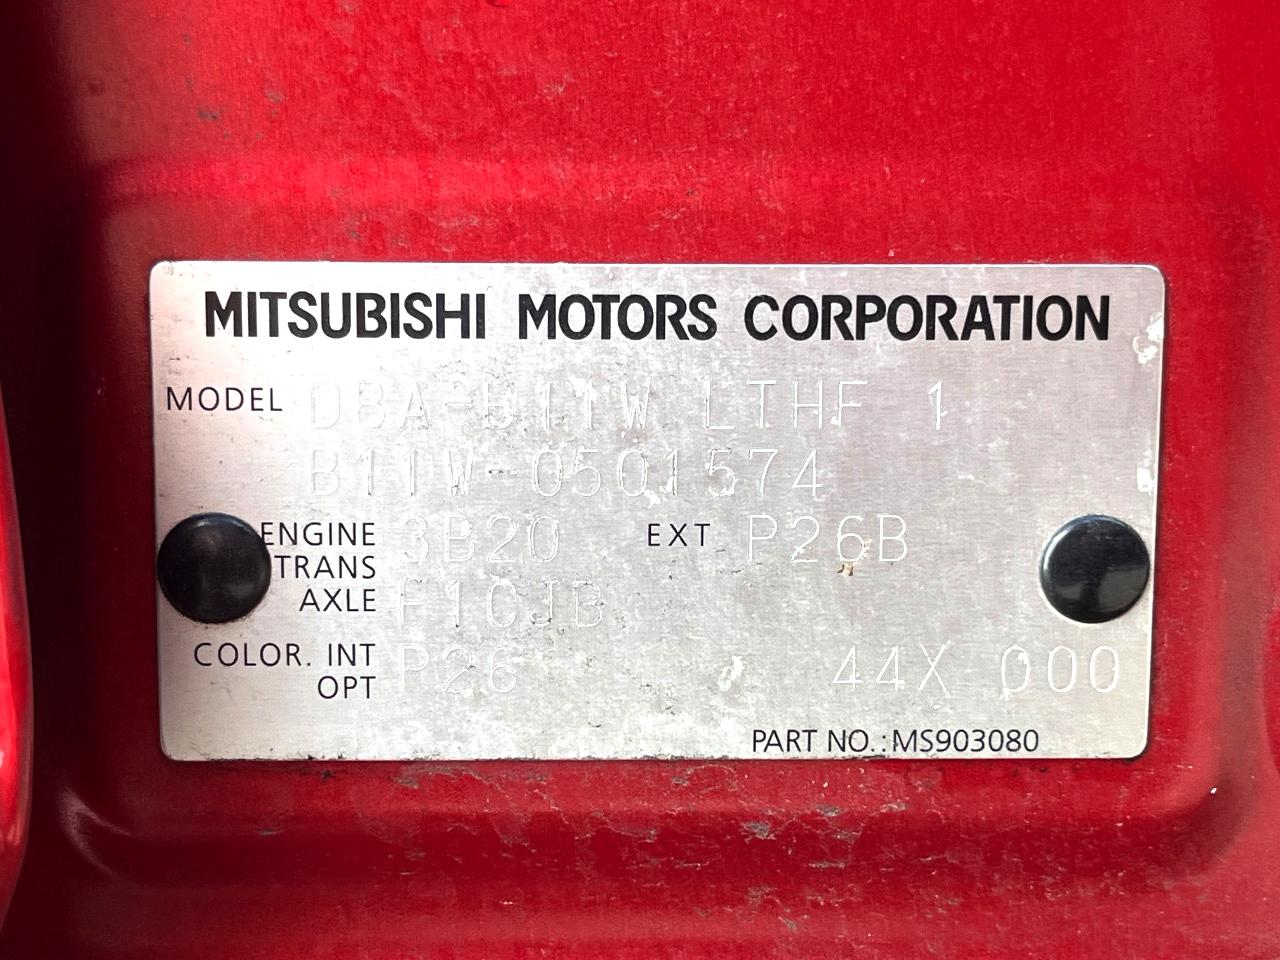 MITSUBISHI MOTORS CORPORATION
MODEL DBA-B11W LTHF 1
B11W-0501574
ENGINE 3B20 EXT P26B
TRANS
AXLE F1CJB
COLOR. INT P26 44X 000
OPT
PART NO.:MS903080